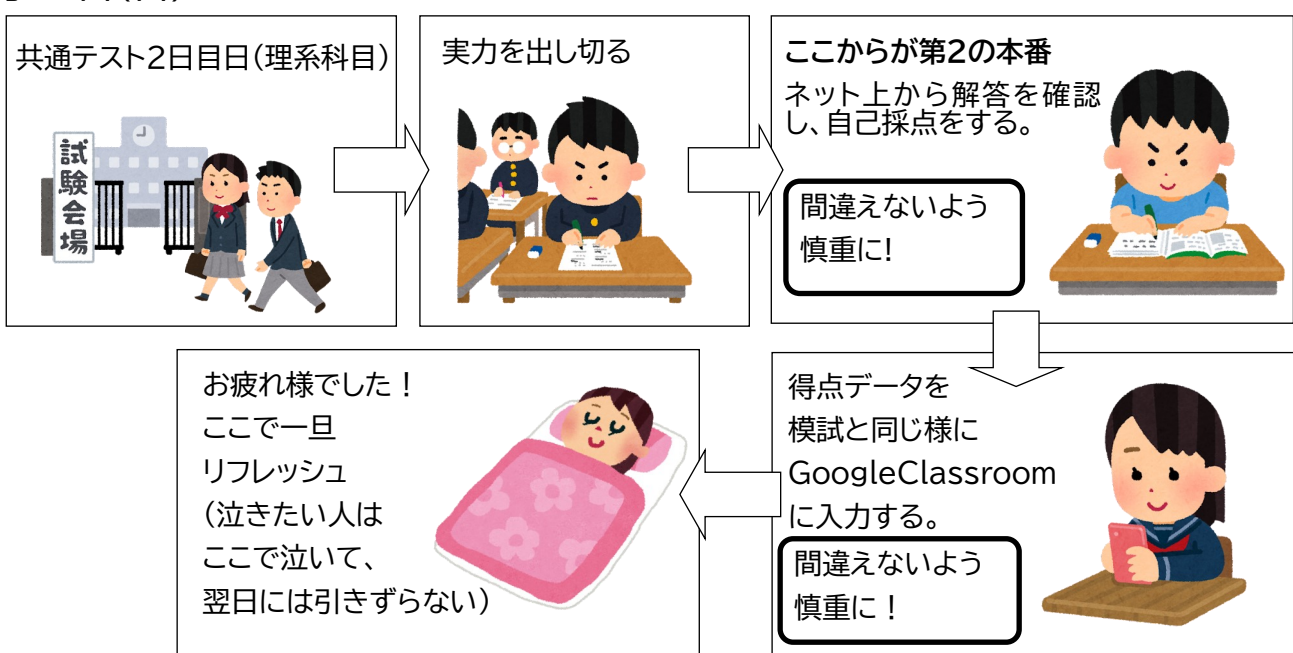 共通テスト2日目日(理系科目)
試験会場
実力を出し切る
ここからが第2の本番
ネット上から解答を確認
し、自己採点をする。
間違えないよう
慎重に!
得点データを
模試と同じ様に
GoogleClassroom
に入力する。
間違えないよう
慎重に！
お疲れ様でした！
ここで一旦
リフレッシュ
(泣きたい人は
ここで泣いて、
翌日には引きずらない)